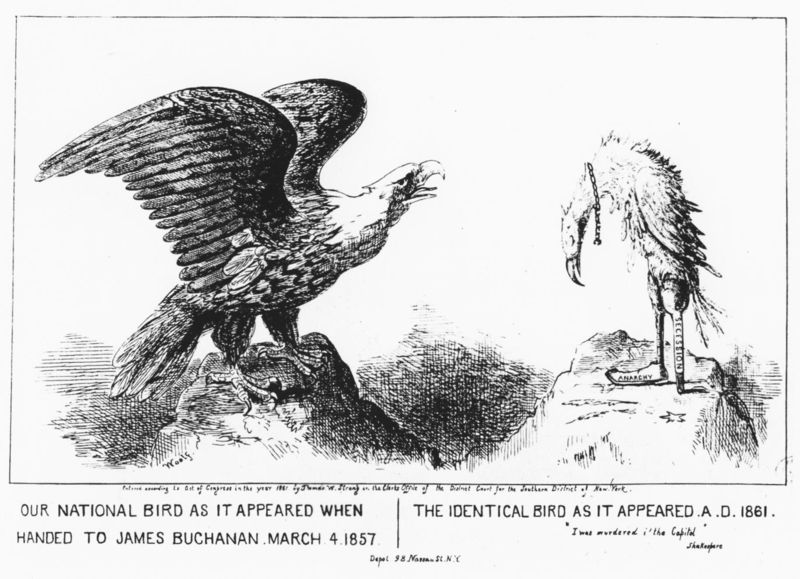 ANARCHY
SECESSION
Wood
Entered according to Act of Congress in the year 1861 by Thomas W. Strong in the Clerks Office of the District Court for the Southern District of New York.
OUR NATIONAL BIRD AS IT APPEARED WHEN
HANDED TO JAMES BUCHANAN. MARCH. 4. 1857.
THE IDENTICAL BIRD AS IT APPEARED. A.D. 1861.
"I was murdered i' the Capitol"
Shakespere
Depot 98 Nassau St. N.Y.